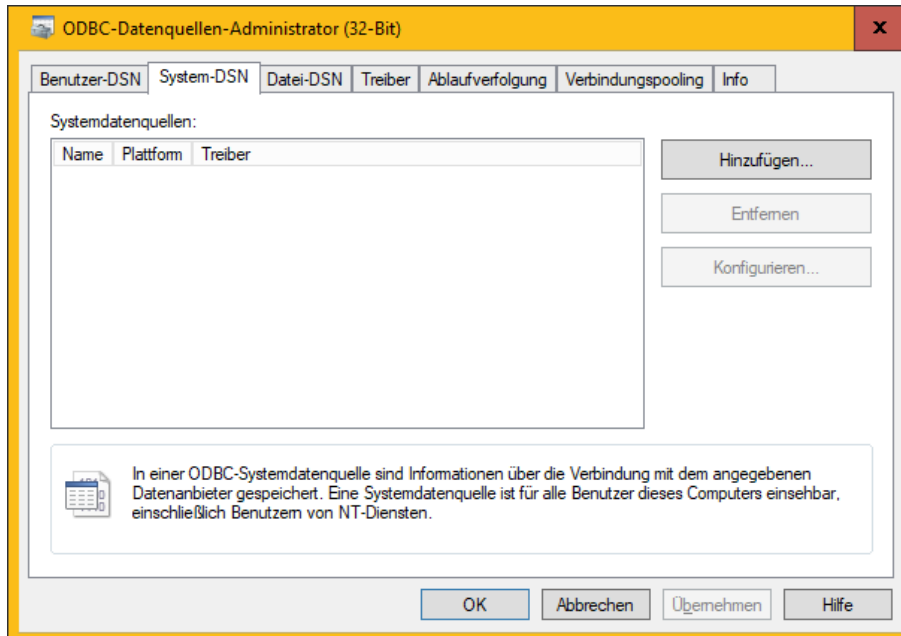 ODBC-Datenquellen-Administrator (32-Bit)
x
Benutzer-DSN System-DSN Datei-DSN Treiber Ablaufverfolgung Verbindungspooling Info
Systemdatenquellen:
Name Plattform Treiber
Hinzufügen...
Entfernen
Konfigurieren...
In einer ODBC-Systemdatenquelle sind Informationen über die Verbindung mit dem angegebenen
Datenanbieter gespeichert. Eine Systemdatenquelle ist für alle Benutzer dieses Computers einsehbar,
einschließlich Benutzern von NT-Diensten.
OK Abbrechen Übernehmen Hilfe